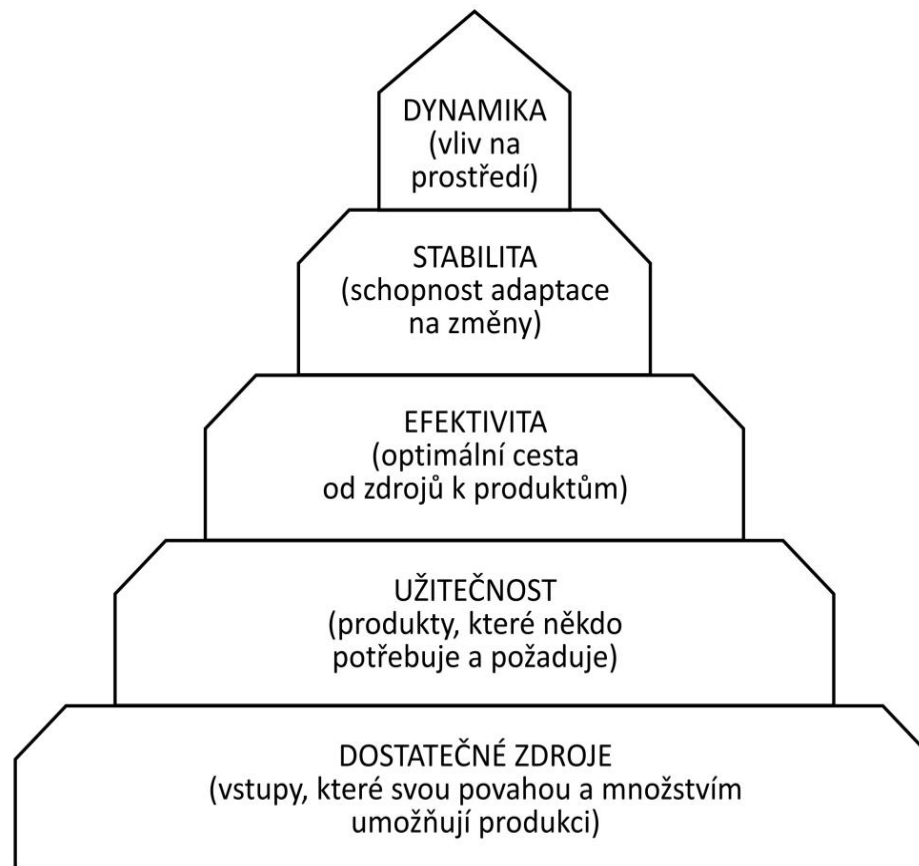 DYNAMIKA
(vliv na
prostředí)
STABILITA
(schopnost adaptace
na změny)
EFEKTIVITA
(optimální cesta
od zdrojů k produktům)
UŽITEČNOST
(produkty, které někdo
potřebuje a požaduje)
DOSTATEČNÉ ZDROJE
(vstupy, které svou povahou a množstvím
umožňují produkci)